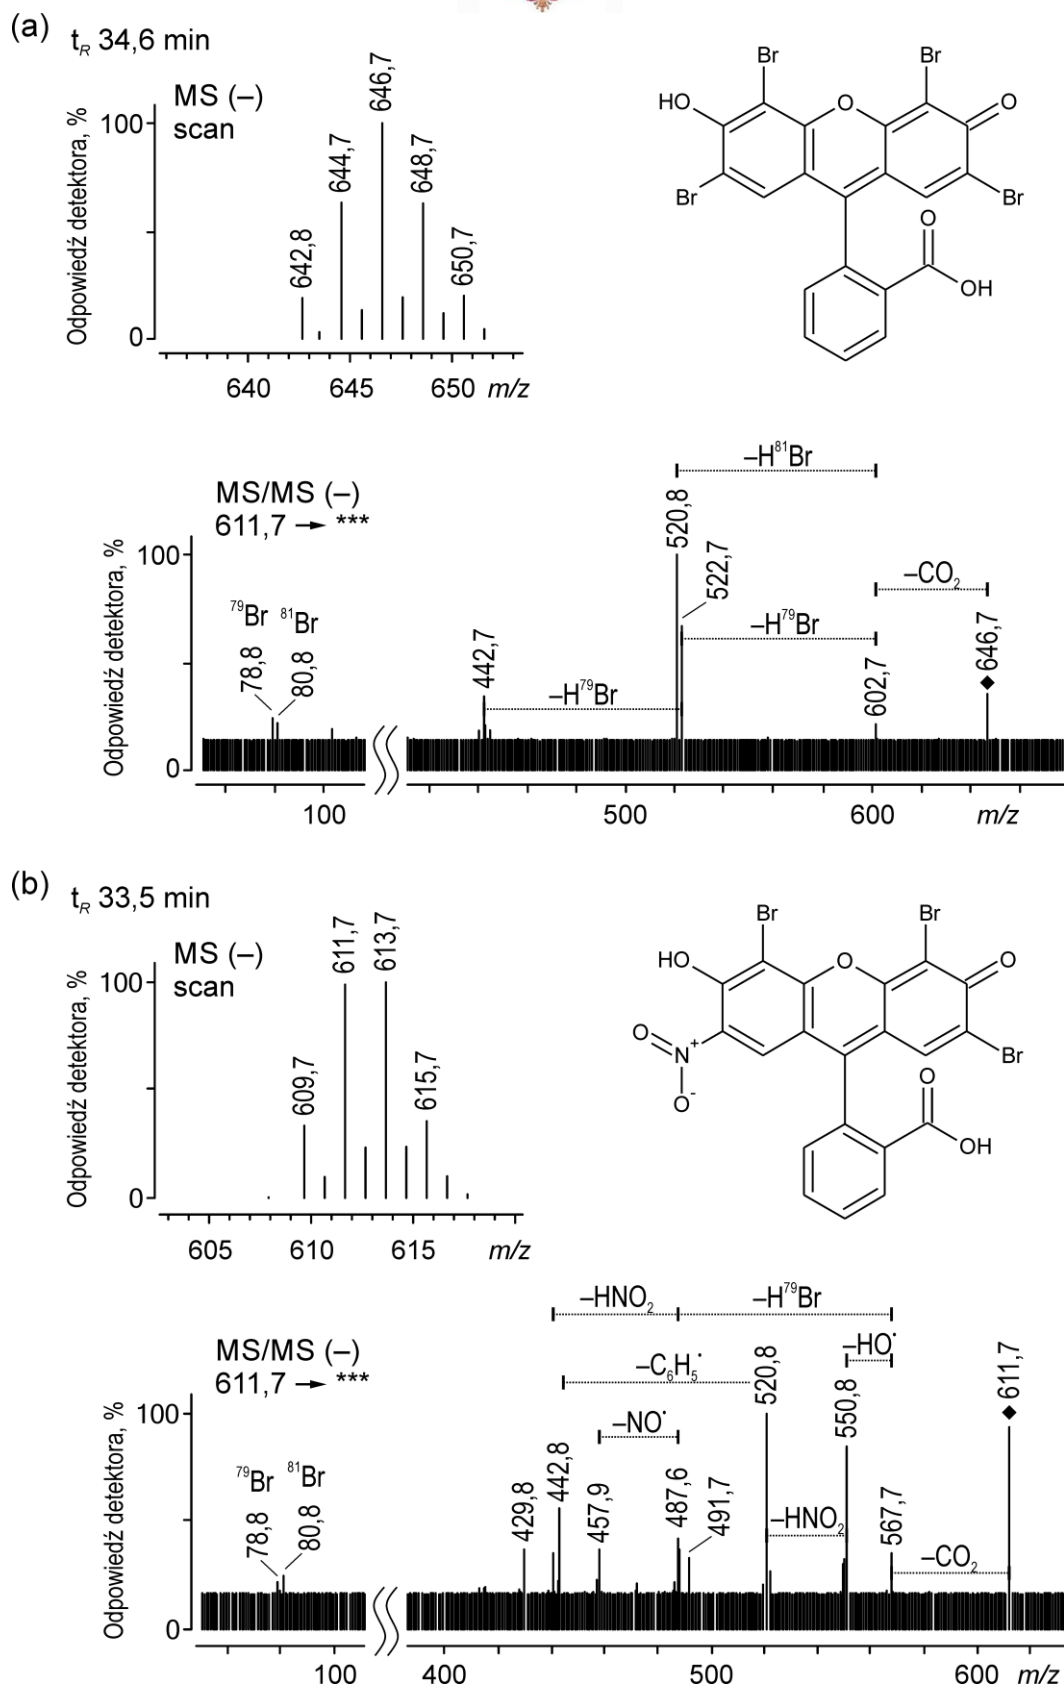 (a)
t_R 34,6 min
MS (–)
scan
Odpowiedź detektora, %
100
0
642,8
644,7
646,7
648,7
650,7
640 645 650 m/z
Br Br
HO O O
Br Br
O
OH
MS/MS (–)
611,7 → ***
Odpowiedź detektora, %
100
0
⁷⁹Br ⁸¹Br
78,8 80,8
442,7
520,8
522,7
602,7
◆ 646,7
–H⁸¹Br
–CO₂
–H⁷⁹Br
–H⁷⁹Br
100 500 600 m/z
(b)
t_R 33,5 min
MS (–)
scan
Odpowiedź detektora, %
100
0
609,7
611,7
613,7
615,7
605 610 615 m/z
Br Br
HO O O
O N⁺ Br
O⁻
O
OH
MS/MS (–)
611,7 → ***
Odpowiedź detektora, %
100
0
⁷⁹Br ⁸¹Br
78,8 80,8
–HNO₂ –H⁷⁹Br
–HO•
–C₆H₅•
–NO•
–HNO₂
–CO₂
429,8
442,8
457,9
487,6
491,7
520,8
550,8
567,7
◆ 611,7
100 400 500 600 m/z